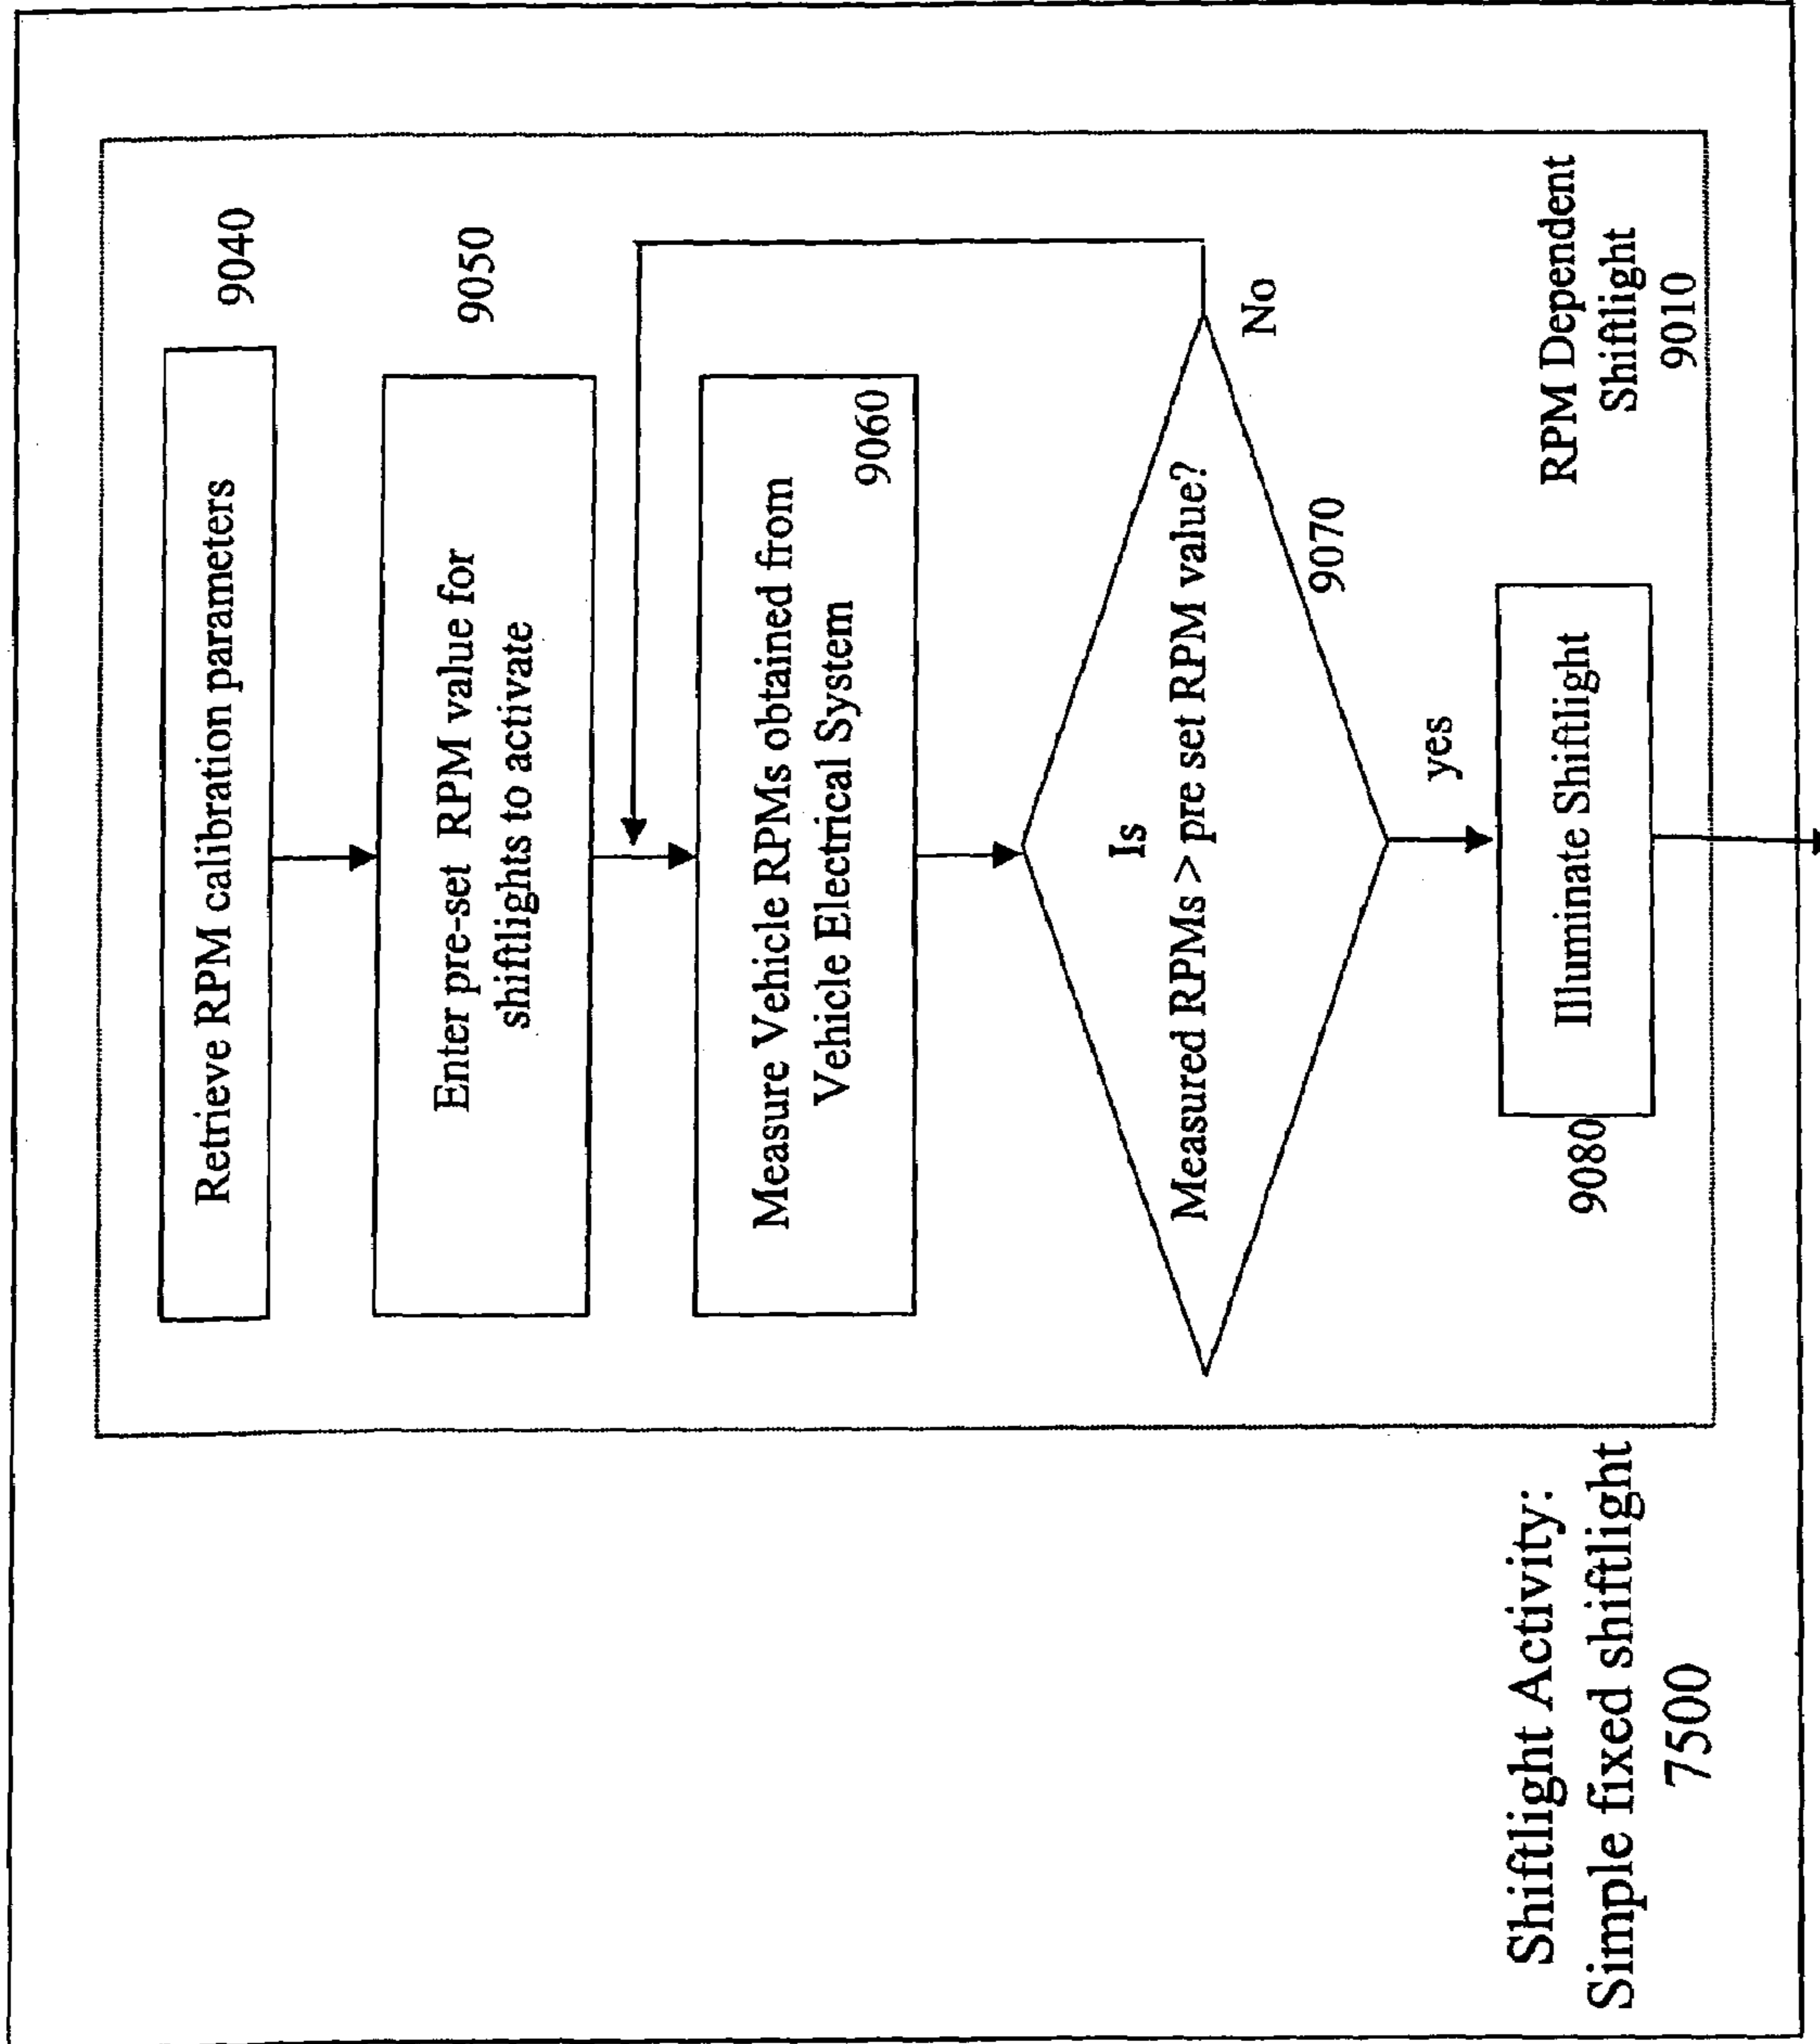 Retrieve RPM calibration parameters
9040
Enter pre-set RPM value for
shiftlights to activate
9050
Measure Vehicle RPMs obtained from
Vehicle Electrical System
9060
Is
Measured RPMs > pre set RPM value?
No
9070
yes
Illuminate Shiftlight
9080
RPM Dependent
Shiftlight
9010
Shiftlight Activity:
Simple fixed shiftlight
7500